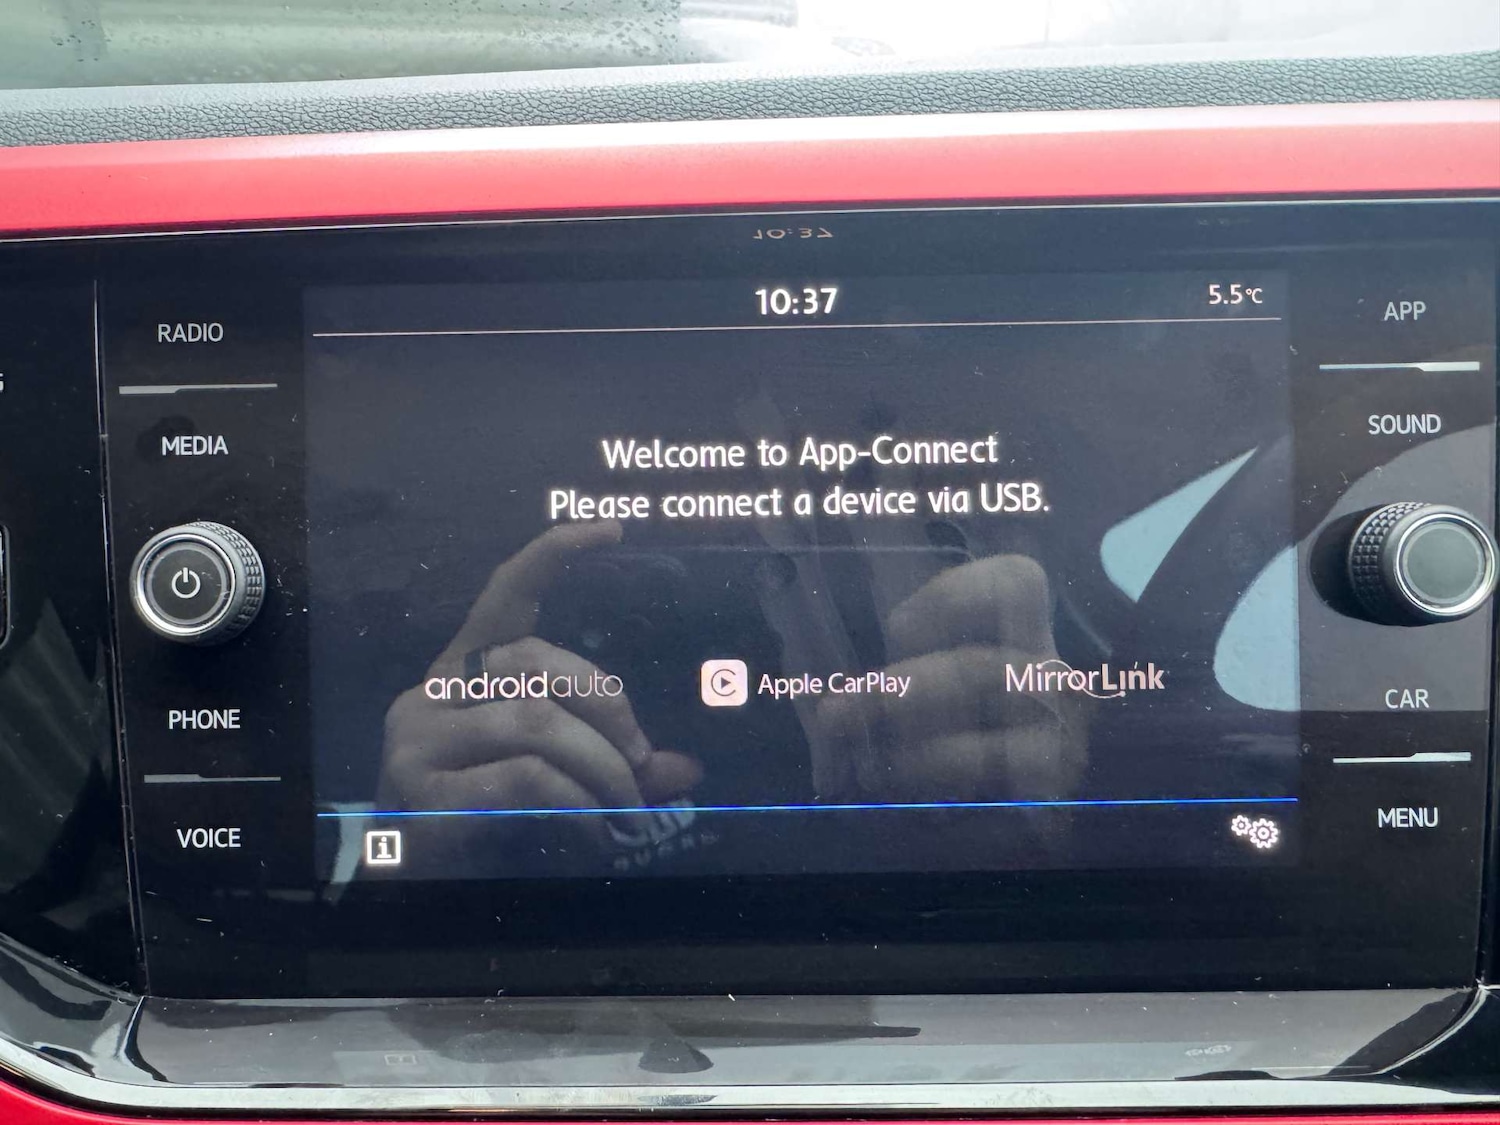 10:37
5.5°C
RADIO
MEDIA
PHONE
VOICE
Welcome to App-Connect
Please connect a device via USB.
androidauto
Apple CarPlay
MirrorLink
APP
SOUND
CAR
MENU